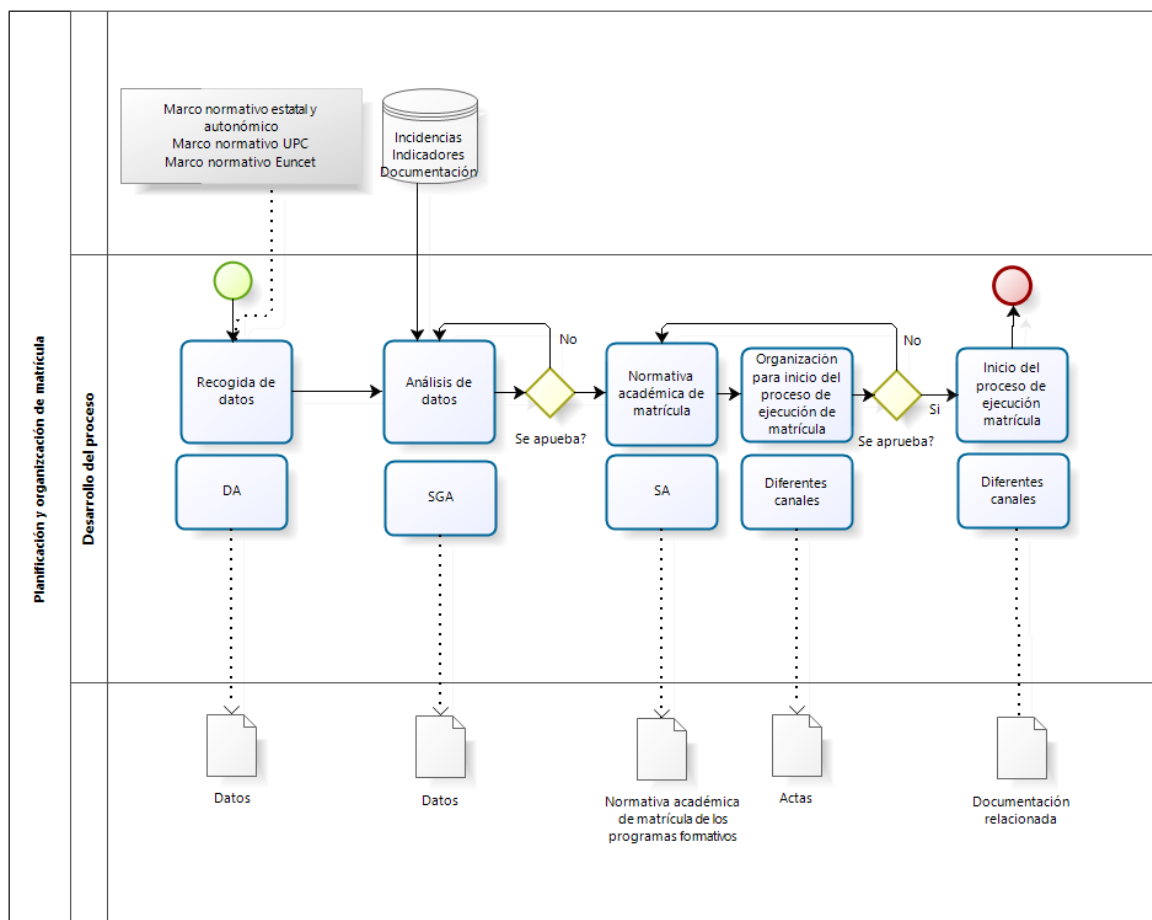 Planificación y organizcación de matrícula
Desarrollo del proceso
Marco normativo estatal y
autonómico
Marco normativo UPC
Marco normativo Euncet
Incidencias
Indicadores
Documentación
Recogida de
datos
Análisis de
datos
No
Se aprueba?
Normativa
académica de
matrícula
Organización
para inicio del
proceso de
ejecución de
matrícula
No
Si
Se aprueba?
Inicio del
proceso de
ejecución
matrícula
DA
SGA
SA
Diferentes
canales
Diferentes
canales
Datos
Datos
Normativa académica
de matrícula de los
programas formativos
Actas
Documentación
relacionada